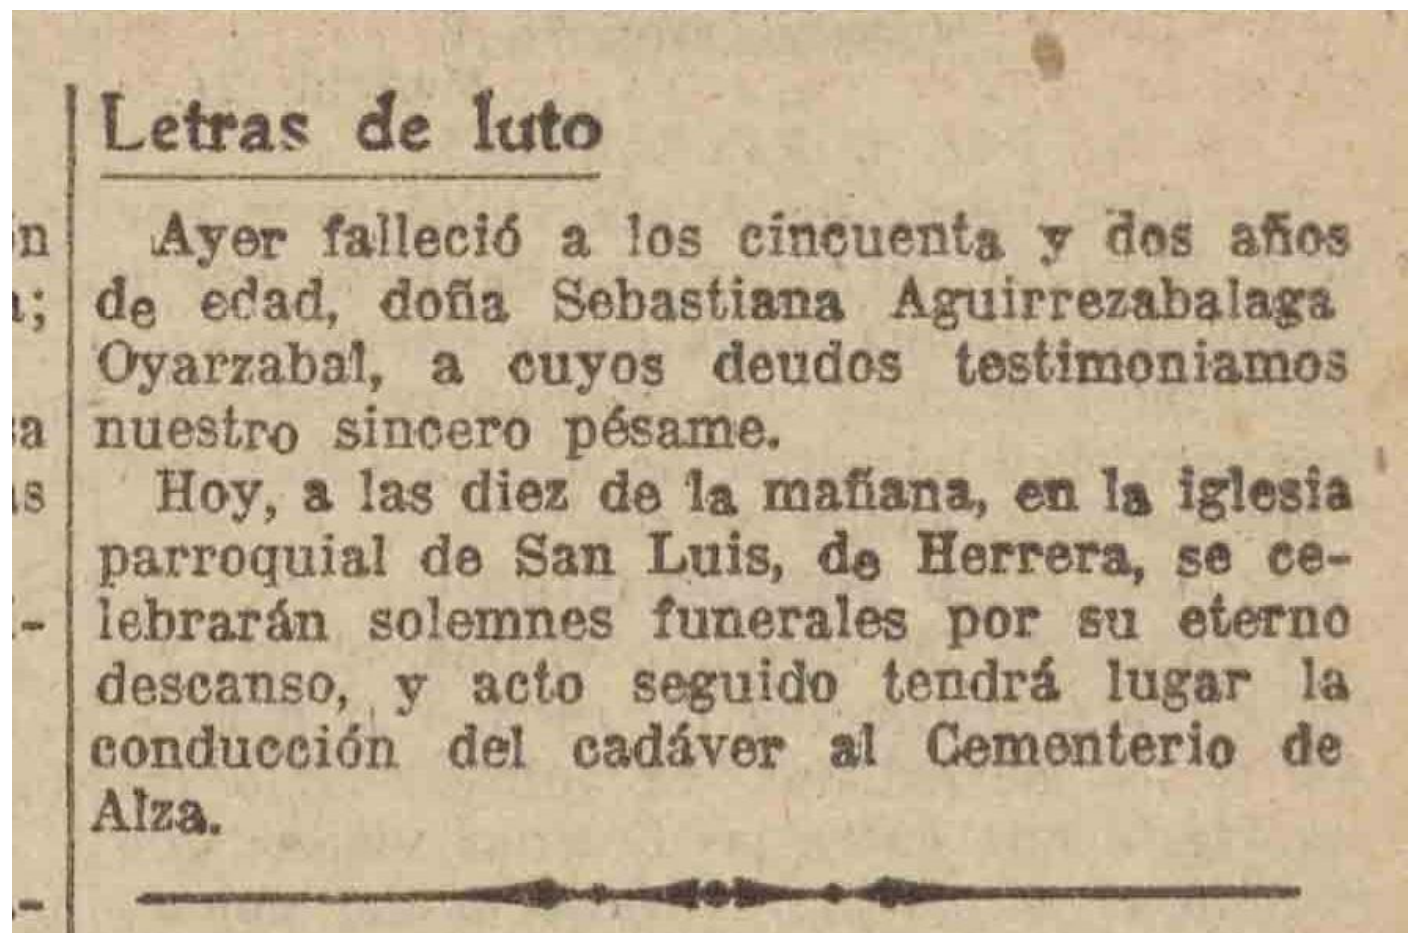 Letras de luto
Ayer falleció a los cincuenta y dos años
de edad, doña Sebastiana Aguirrezabalaga
Oyarzabal, a cuyos deudos testimoniamos
nuestro sincero pésame.
Hoy, a las diez de la mañana, en la iglesia
parroquial de San Luis, de Herrera, se ce-
lebrarán solemnes funerales por su eterno
descanso, y acto seguido tendrá lugar la
conducción del cadáver al Cementerio de
Alza.